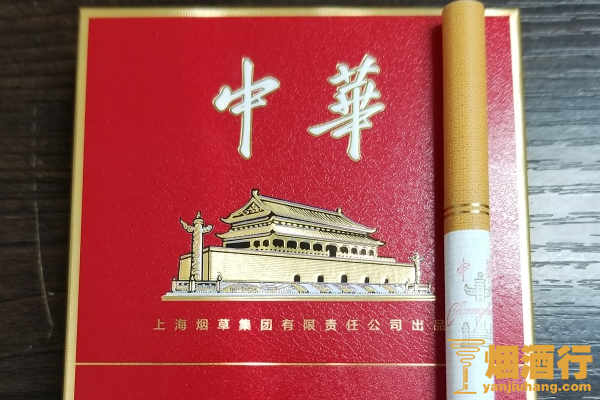 中華
上海烟草集团有限责任公司出品
中
烟酒行
yanjiuhang.com